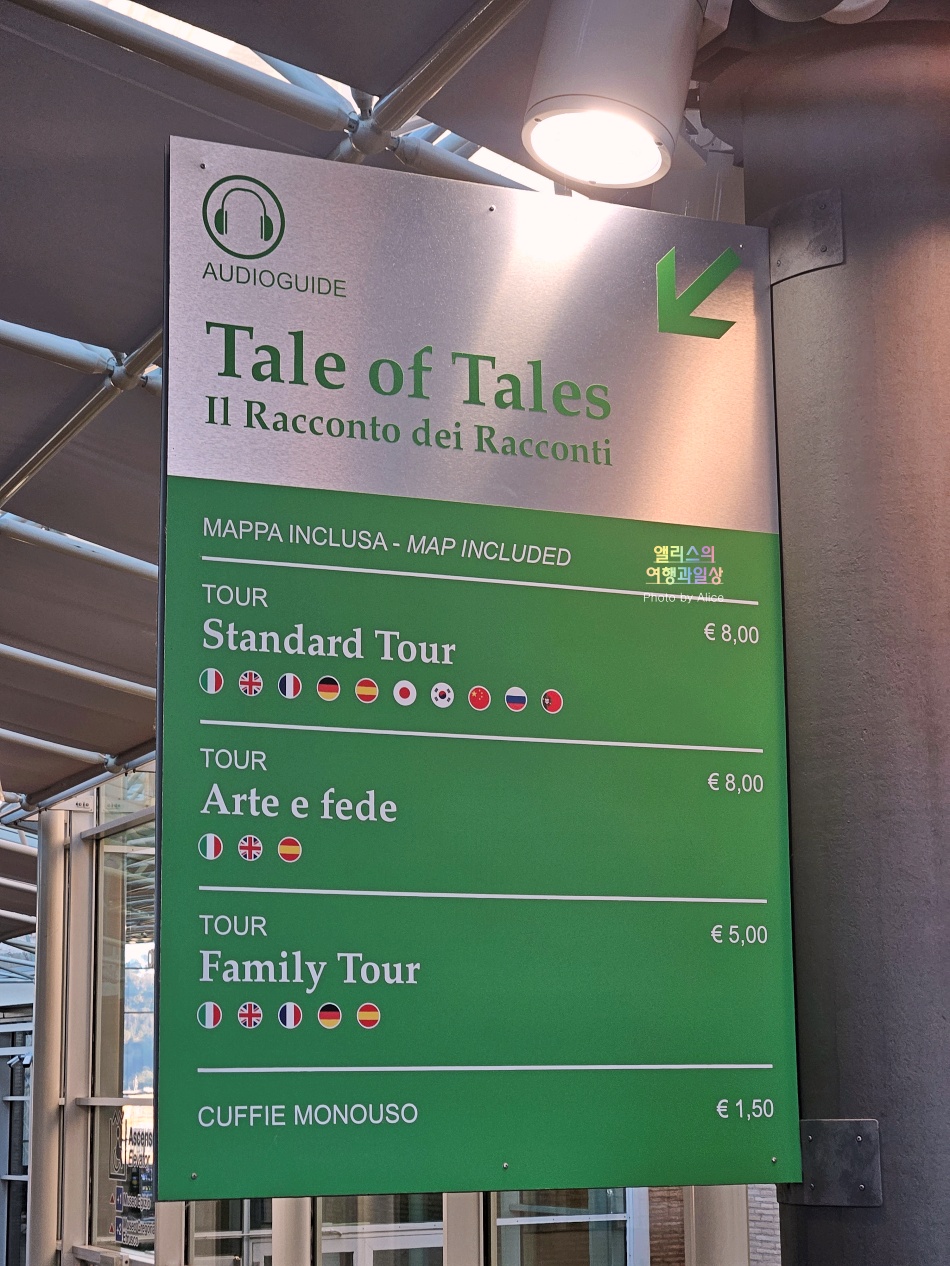 AUDIOGUIDE
Tale of Tales
Il Racconto dei Racconti
MAPPA INCLUSA - MAP INCLUDED
앨리스의
여행과일상
Photo by Alice
TOUR
Standard Tour
€ 8,00
TOUR
Arte e fede
€ 8,00
TOUR
Family Tour
€ 5,00
CUFFIE MONOUSO
€ 1,50
Ascens
Elevator